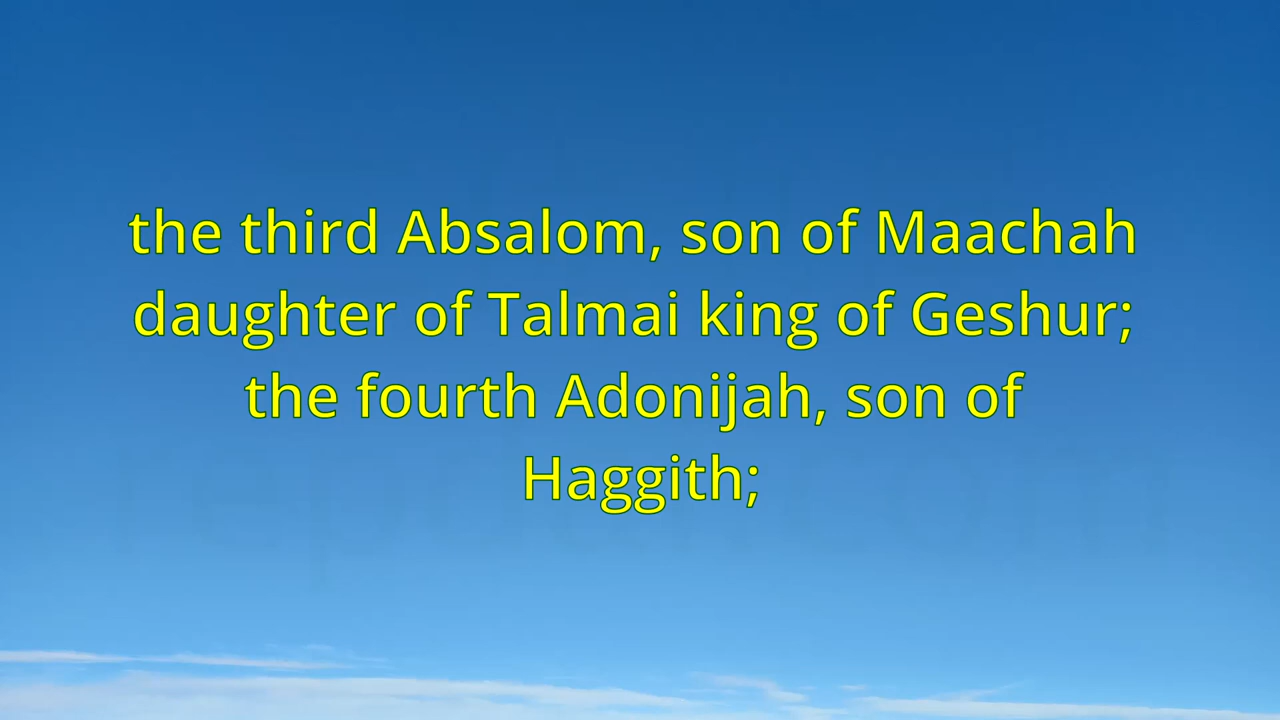 the third Absalom, son of Maachah
daughter of Talmai king of Geshur;
the fourth Adonijah, son of
Haggith;